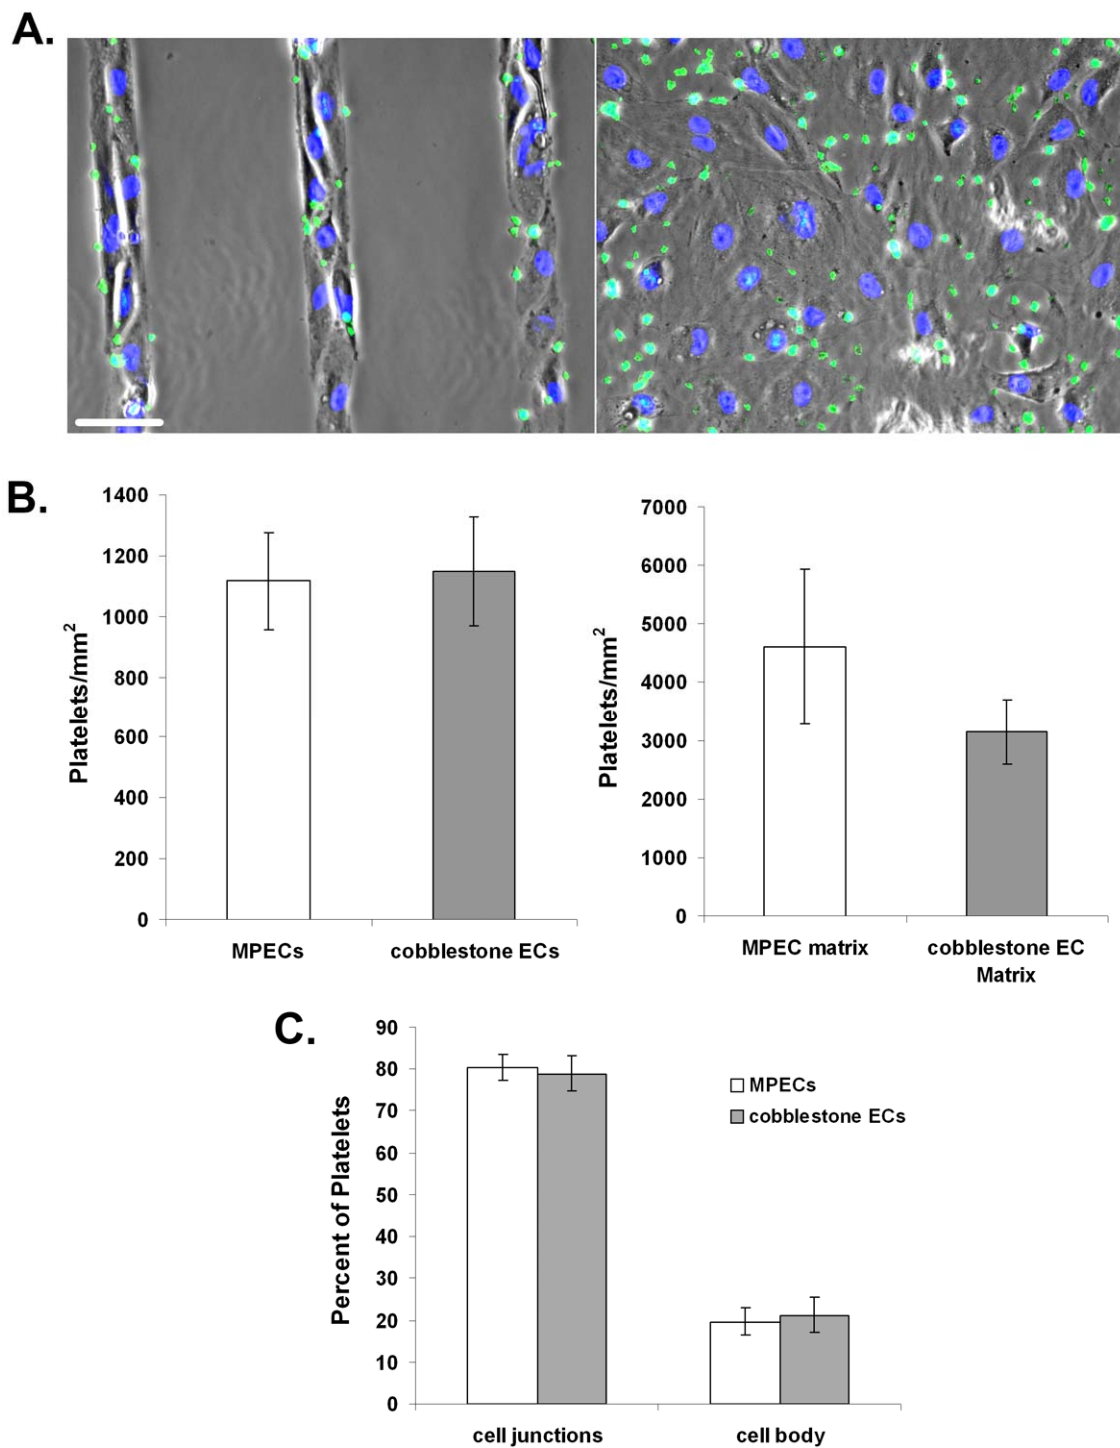 A.
B.
1400
1200
1000
800
600
400
200
0
Platelets/mm²
MPECs
cobblestone ECs
7000
6000
5000
4000
3000
2000
1000
0
Platelets/mm²
MPEC matrix
cobblestone EC
Matrix
C.
90
80
70
60
50
40
30
20
10
0
Percent of Platelets
MPECs
cobblestone ECs
cell junctions
cell body